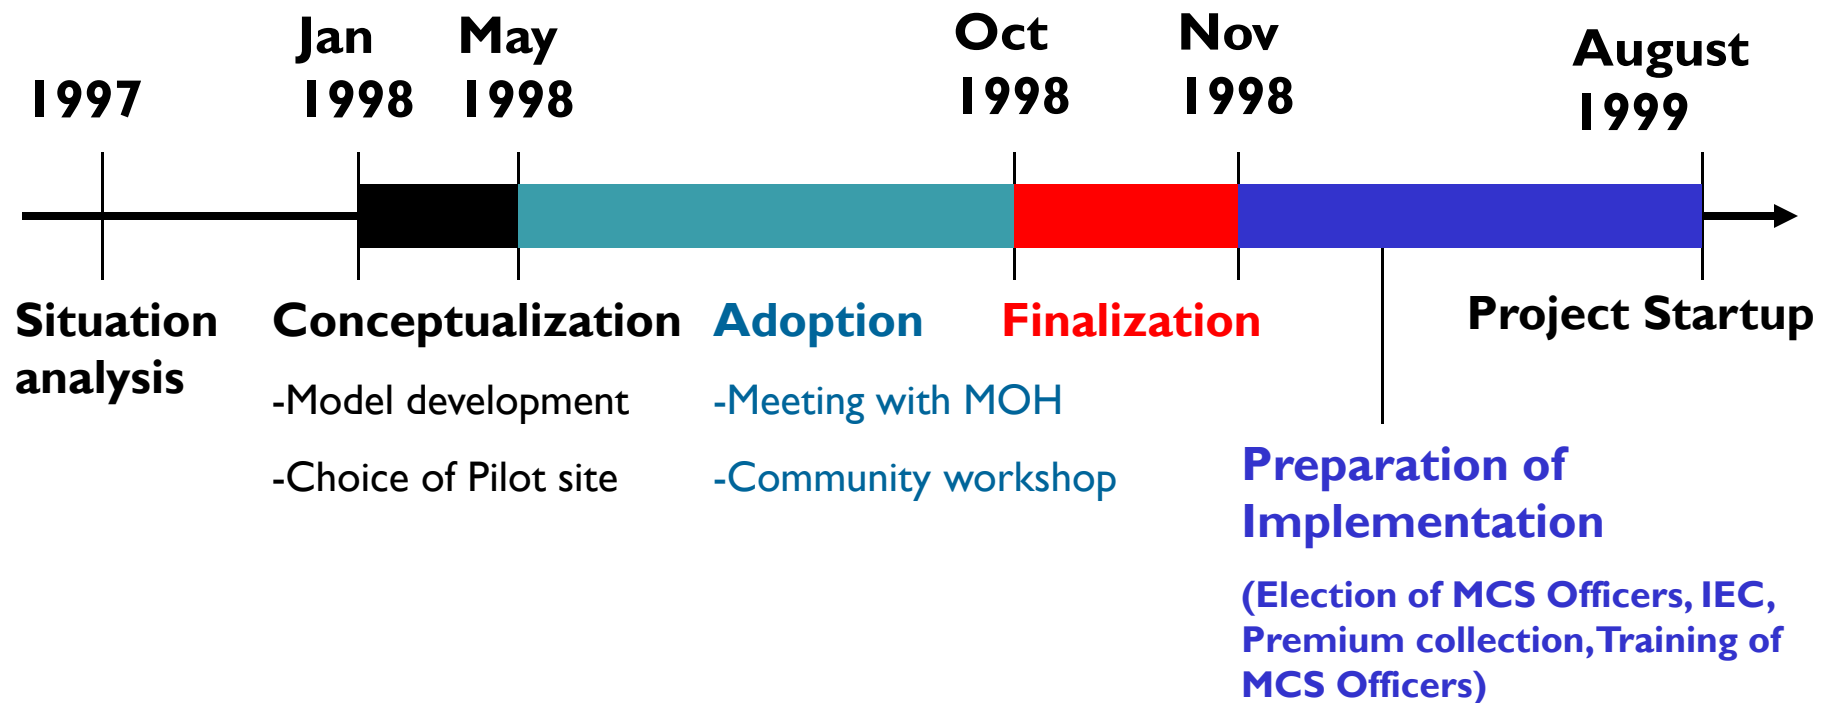 1997
Jan
1998
May
1998
Oct
1998
Nov
1998
August
1999
Situation
analysis
Conceptualization
-Model development
-Choice of Pilot site
Adoption
-Meeting with MOH
-Community workshop
Finalization
Project Startup
Preparation of
Implementation
(Election of MCS Officers, IEC,
Premium collection, Training of
MCS Officers)